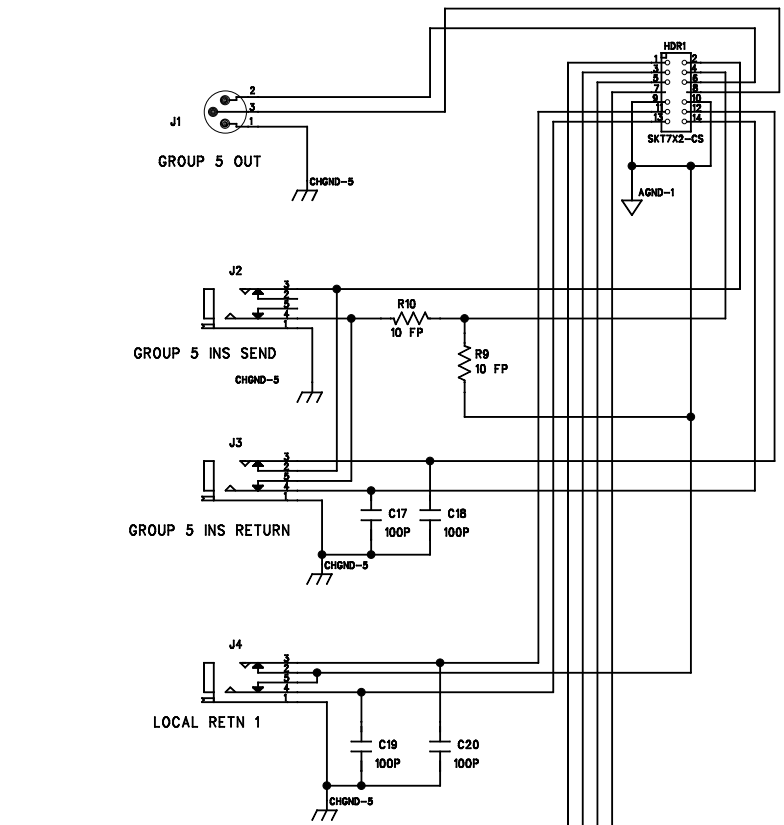 HDR1
1 2
3 4
5 6
7 8
9 10
11 12
13 14
SKT7X2-CS
AGND-1
2
3
1
J1
GROUP 5 OUT
CHGND-5
J2
3
2
5
4
1
R10
10 FP
R9
10 FP
GROUP 5 INS SEND
CHGND-5
J3
3
2
5
4
1
C17
100P
C18
100P
GROUP 5 INS RETURN
CHGND-5
J4
3
2
5
4
1
LOCAL RETN 1
C19
100P
C20
100P
CHGND-5